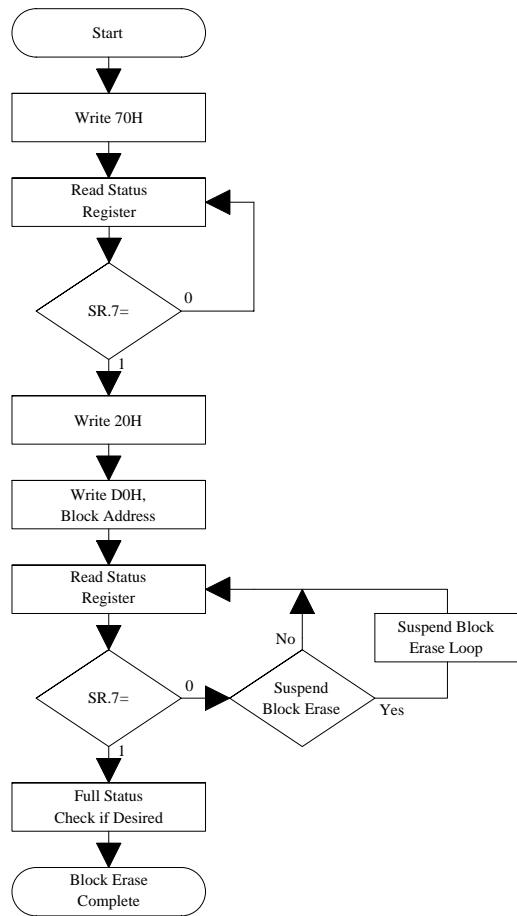 Start
Write 70H
Read Status
Register
SR.7=
0
1
Write 20H
Write D0H,
Block Address
Read Status
Register
No
Suspend Block
Erase Loop
SR.7=
0
Suspend
Block Erase
Yes
1
Full Status
Check if Desired
Block Erase
Complete